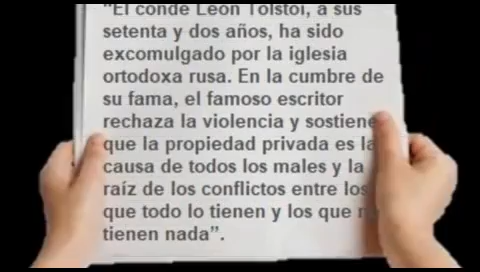 "El conde León Tolstoi, a sus
setenta y dos años, ha sido
excomulgado por la iglesia
ortodoxa rusa. En la cumbre de
su fama, el famoso escritor
rechaza la violencia y sostiene
que la propiedad privada es la
causa de todos los males y la
raíz de los conflictos entre los
que todo lo tienen y los que no
tienen nada".